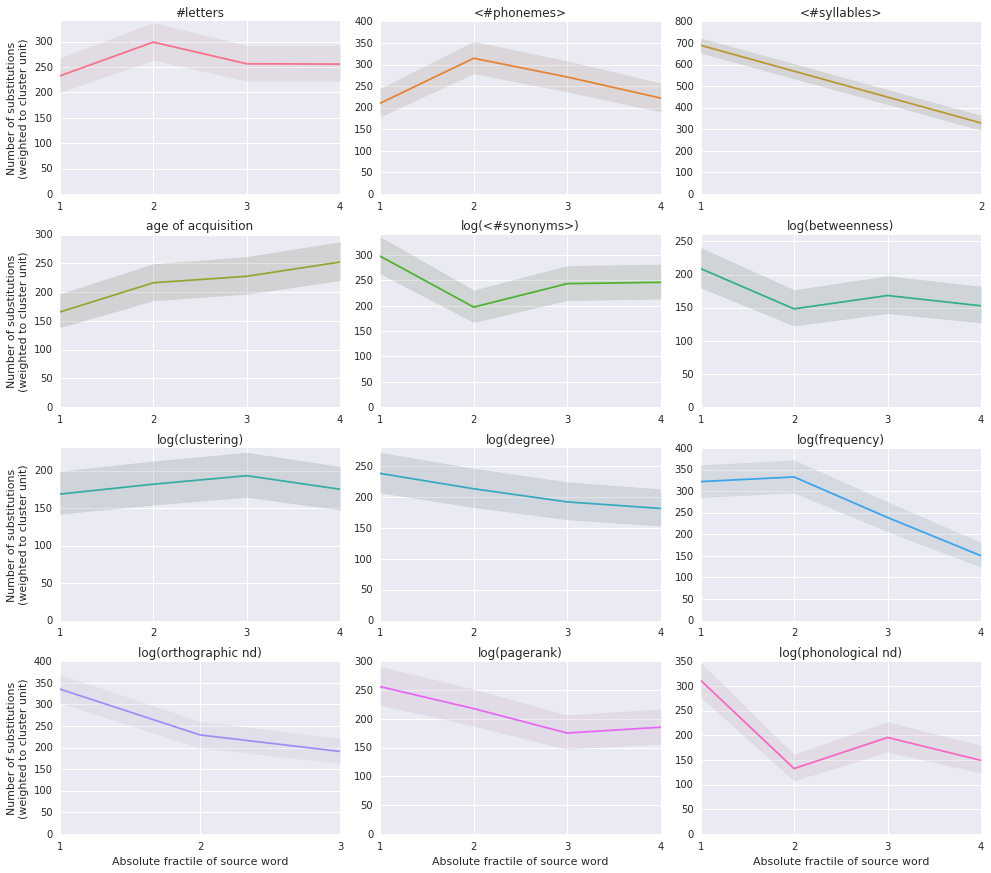 #letters
<#phonemes>
<#syllables>
Number of substitutions
(weighted to cluster unit)
300
250
200
150
100
50
0
1 2 3 4
400
350
300
250
200
150
100
50
0
1 2 3 4
800
700
600
500
400
300
200
100
0
1 2
age of acquisition
log(<#synonyms>)
log(betweenness)
Number of substitutions
(weighted to cluster unit)
300
250
200
150
100
50
0
1 2 3 4
300
250
200
150
100
50
0
1 2 3 4
250
200
150
100
50
0
1 2 3 4
log(clustering)
log(degree)
log(frequency)
Number of substitutions
(weighted to cluster unit)
200
150
100
50
0
1 2 3 4
250
200
150
100
50
0
1 2 3 4
400
350
300
250
200
150
100
50
0
1 2 3 4
log(orthographic nd)
log(pagerank)
log(phonological nd)
Number of substitutions
(weighted to cluster unit)
400
350
300
250
200
150
100
50
0
1 2 3
Absolute fractile of source word
300
250
200
150
100
50
0
1 2 3 4
Absolute fractile of source word
350
300
250
200
150
100
50
0
1 2 3 4
Absolute fractile of source word